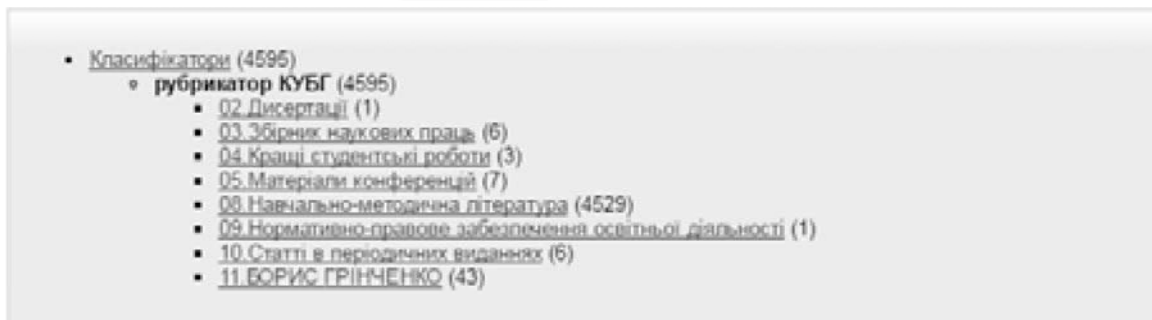 Класифікатори (4595)
рубрикатор КУБГ (4595)
02.Дисертації (1)
03.Збірник наукових праць (6)
04.Кращі студентські роботи (3)
05.Матеріали конференцій (7)
08.Навчально-методична література (4529)
09.Нормативно-правове забезпечення освітньої діяльності (1)
10.Статті в періодичних виданнях (6)
11.БОРИС ГРІНЧЕНКО (43)